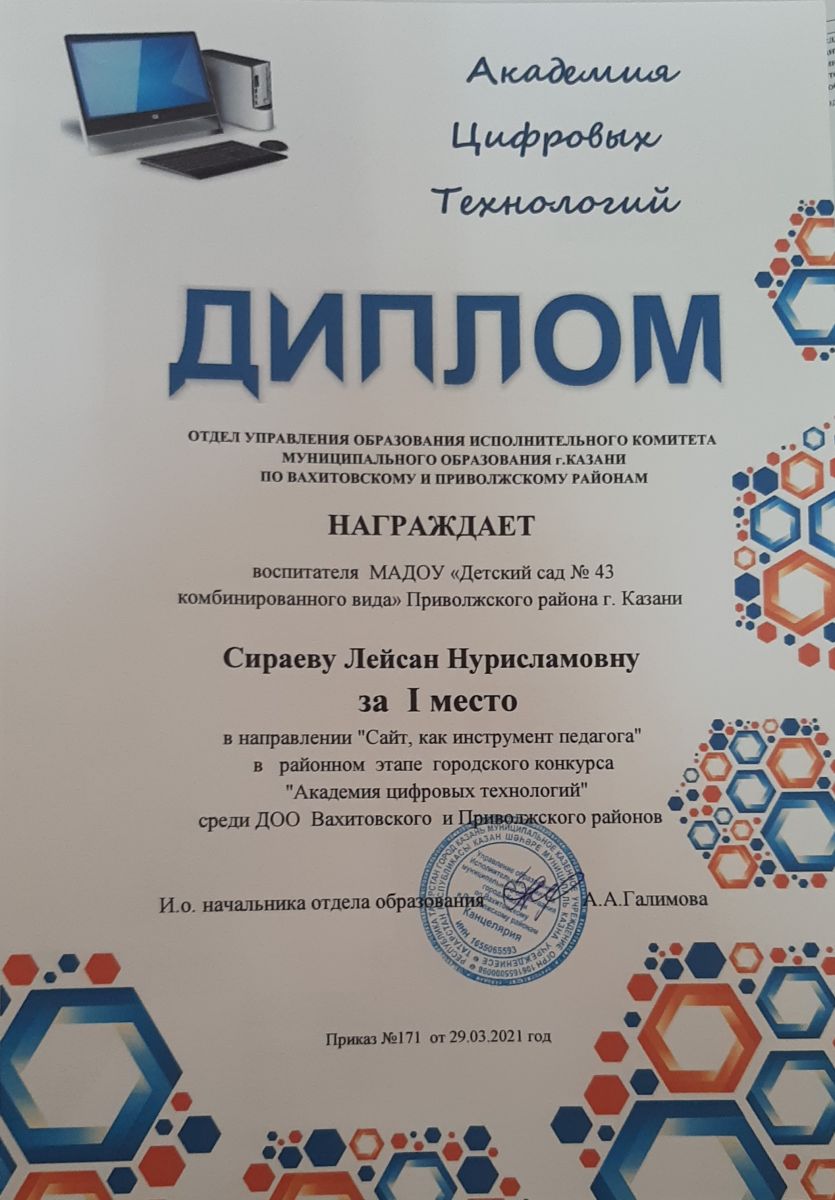 Академия
Цифровых
Технологий
ДИПЛОМ
ОТДЕЛ УПРАВЛЕНИЯ ОБРАЗОВАНИЯ ИСПОЛНИТЕЛЬНОГО КОМИТЕТА
МУНИЦИПАЛЬНОГО ОБРАЗОВАНИЯ г.КАЗАНИ
ПО ВАХИТОВСКОМУ И ПРИВОЛЖСКОМУ РАЙОНАМ
НАГРАЖДАЕТ
воспитателя МАДОУ «Детский сад № 43
комбинированного вида» Приволжского района г. Казани
Сираеву Лейсан Нурисламовну
за I место
в направлении "Сайт, как инструмент педагога"
в районном этапе городского конкурса
"Академия цифровых технологий"
среди ДОО Вахитовского и Приволжского районов
И.о. начальника отдела образования А.А.Галимова
Канцелярия
ИНН 1655065593
Приказ №171 от 29.03.2021 год